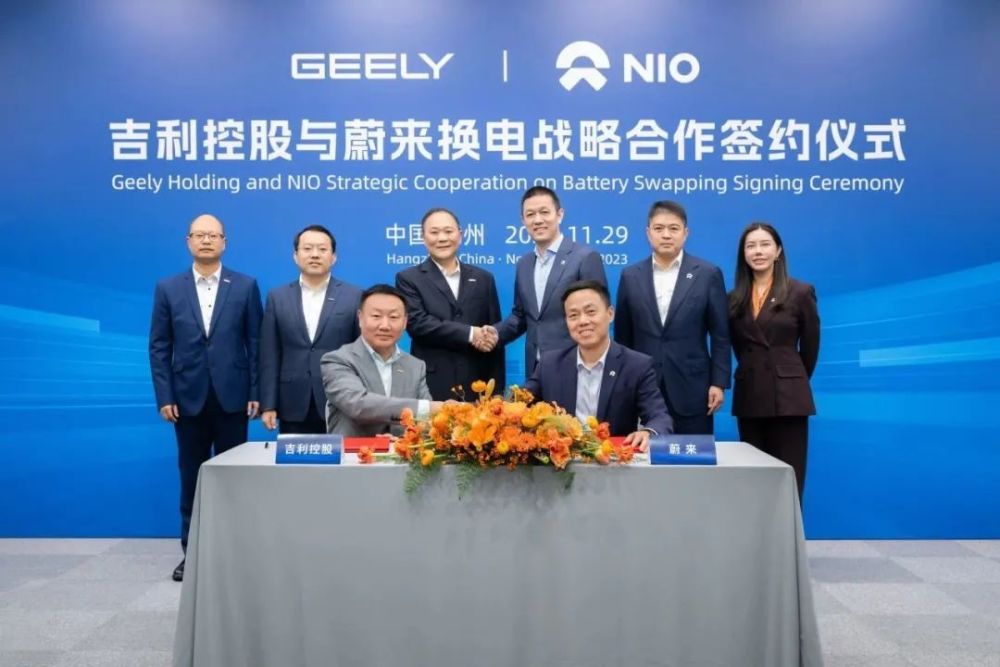 GEELY | NIO
吉利控股与蔚来换电战略合作签约仪式
Geely Holding and NIO Strategic Cooperation on Battery Swapping Signing Ceremony
中国 州 11.29
China · 2023
吉利控股
蔚来